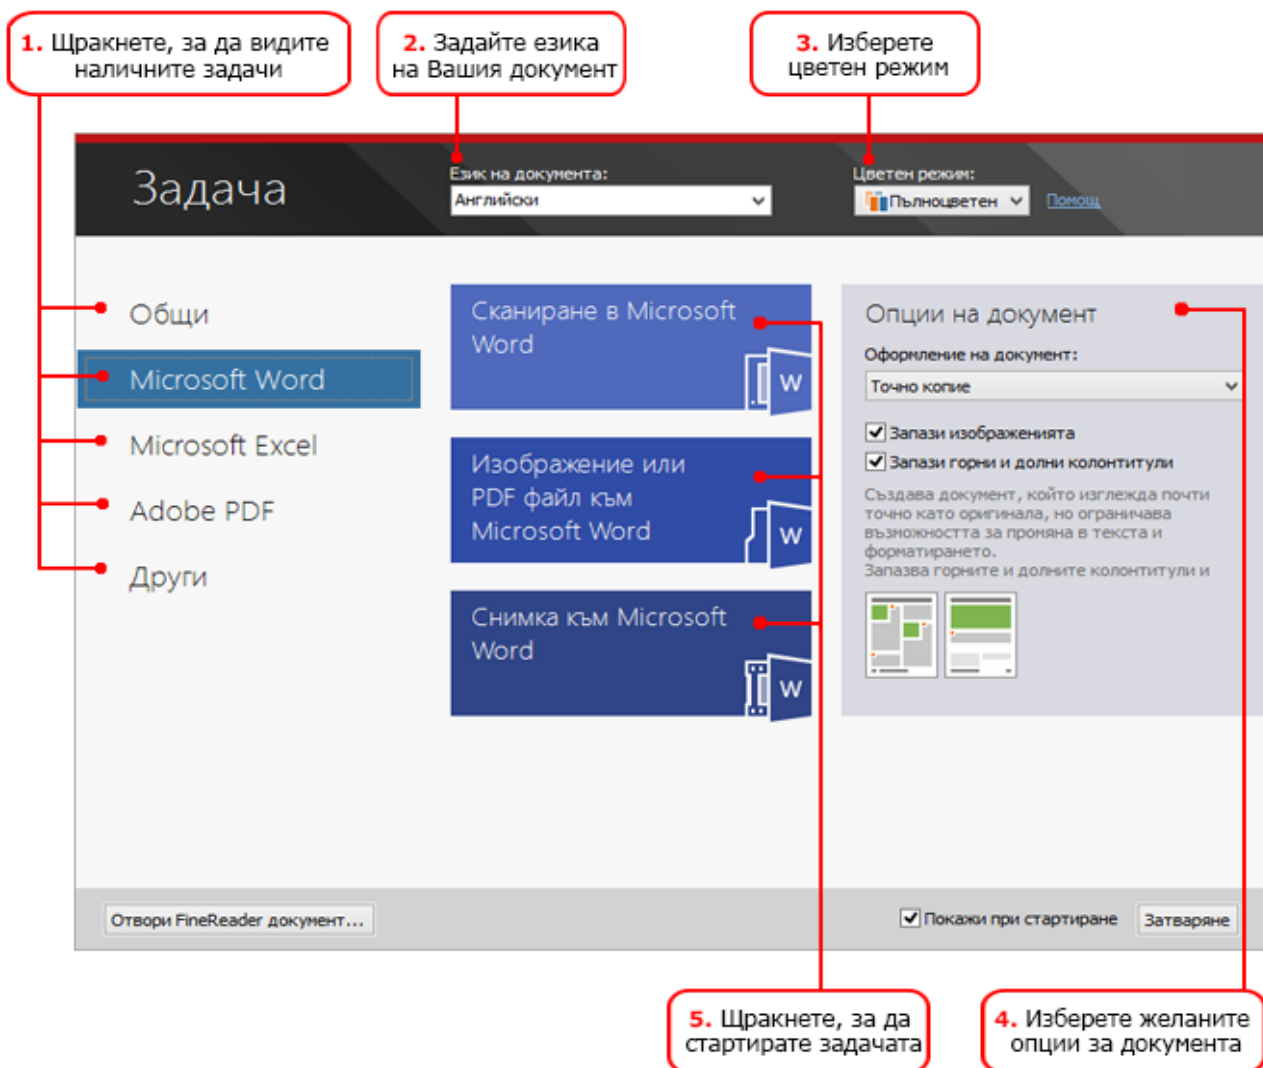 1. Щракнете, за да видите
наличните задачи
2. Задайте езика
на Вашия документ
3. Изберете
цветен режим
Задача
Език на документа:
Английски
Цветен режим:
Пълноцветен
Помощ
Общи
Microsoft Word
Microsoft Excel
Adobe PDF
Други
Сканиране в Microsoft
Word
W
Изображение или
PDF файл към
Microsoft Word
W
Снимка към Microsoft
Word
W
Опции на документ
Оформление на документ:
Точно копие
Запази изображенията
Запази горни и долни колонтитули
Създава документ, който изглежда почти
точно като оригинала, но ограничава
възможността за промяна в текста и
форматирането.
Запазва горните и долните колонтитули и
Отвори FineReader документ...
Покажи при стартиране
Затваряне
5. Щракнете, за да
стартирате задачата
4. Изберете желаните
опции за документа